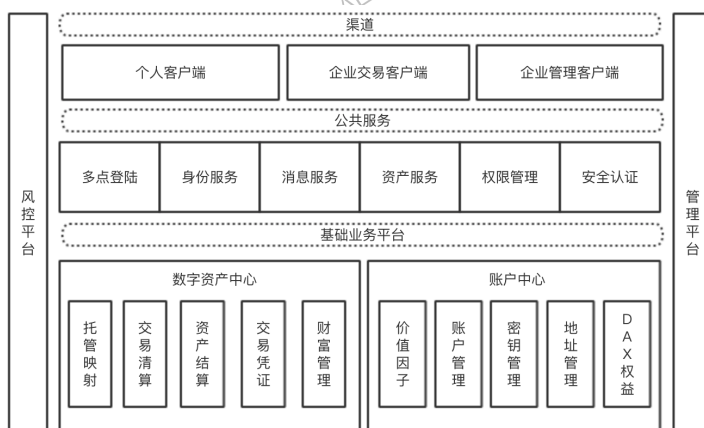 渠道
个人客户端
企业交易客户端
企业管理客户端
公共服务
多点登陆
身份服务
消息服务
资产服务
权限管理
安全认证
风控平台
管理平台
基础业务平台
数字资产中心
账户中心
托管映射
交易清算
资产结算
交易凭证
财富管理
价值因子
账户管理
密钥管理
地址管理
DAX权益